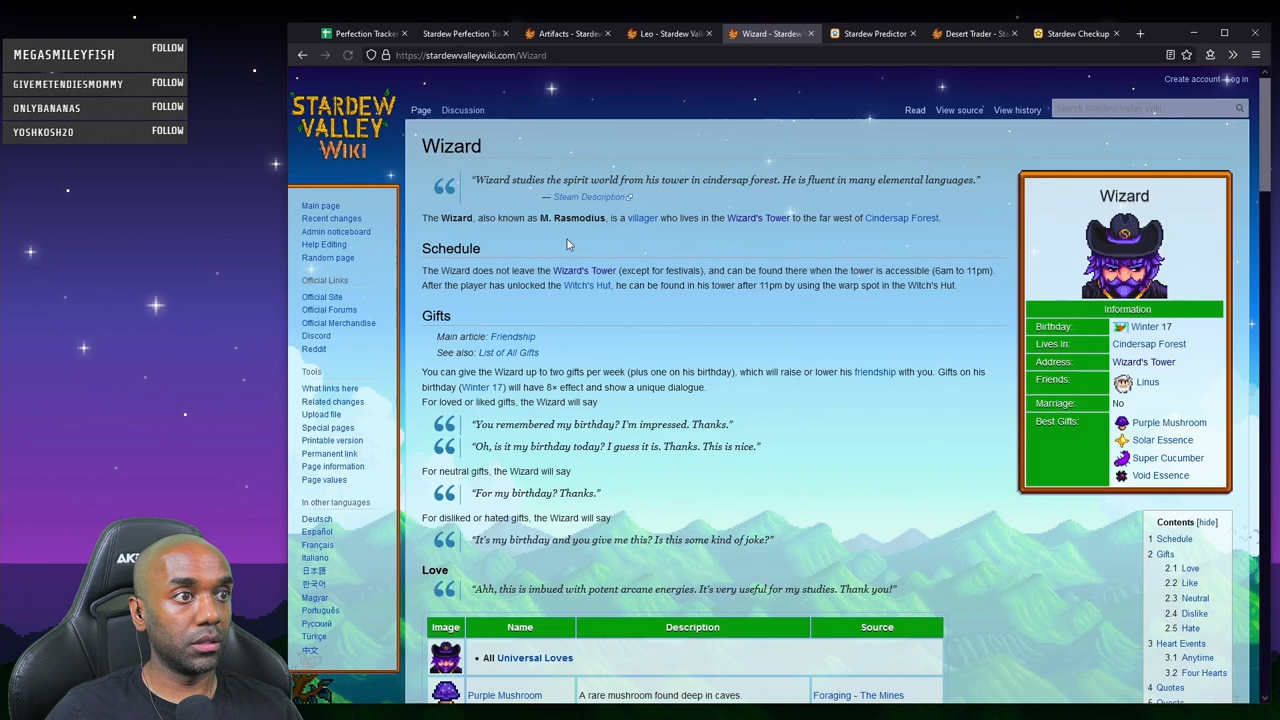 MEGASMILEYFISH FOLLOW
GIVEMETENDIESMOMMY FOLLOW
ONLYBANANAS FOLLOW
YOSHKOSH20 FOLLOW
Perfection Tracker
Stardew Perfection Tra
Artifacts - Stardew
Leo - Stardew Vall
Wizard - Stardew
Stardew Predictor
Desert Trader - Sta
Stardew Checkup
https://stardewvalleywiki.com/Wizard
Create account Log in
STARDEW
VALLEY
WIKI
Page Discussion Read View source View history Search Stardew Valley Wiki
Main page
Recent changes
Admin noticeboard
Help Editing
Random page
Official Links
Official Site
Official Forums
Official Merchandise
Discord
Reddit
Tools
What links here
Related changes
Upload file
Special pages
Printable version
Permanent link
Page information
Page values
In other languages
Deutsch
Español
Français
Italiano
日本語
한국어
Magyar
Português
Русский
Türkçe
中文
Wizard
“Wizard studies the spirit world from his tower in cindersap forest. He is fluent in many elemental languages.”
— Steam Description
The Wizard, also known as M. Rasmodius, is a villager who lives in the Wizard's Tower to the far west of Cindersap Forest.
Schedule
The Wizard does not leave the Wizard's Tower (except for festivals), and can be found there when the tower is accessible (6am to 11pm).
After the player has unlocked the Witch's Hut, he can be found in his tower after 11pm by using the warp spot in the Witch's Hut.
Gifts
Main article: Friendship
See also: List of All Gifts
You can give the Wizard up to two gifts per week (plus one on his birthday), which will raise or lower his friendship with you. Gifts on his
birthday (Winter 17) will have 8× effect and show a unique dialogue.
For loved or liked gifts, the Wizard will say
“You remembered my birthday? I'm impressed. Thanks.”
“Oh, is it my birthday today? I guess it is. Thanks. This is nice.”
For neutral gifts, the Wizard will say
“For my birthday? Thanks.”
For disliked or hated gifts, the Wizard will say
“It's my birthday and you give me this? Is this some kind of joke?”
Love
“Ahh, this is imbued with potent arcane energies. It's very useful for my studies. Thank you!”
Image Name Description Source
• All Universal Loves
Purple Mushroom A rare mushroom found deep in caves. Foraging - The Mines
Wizard
Information
Birthday: Winter 17
Lives In: Cindersap Forest
Address: Wizard's Tower
Friends: Linus
Marriage: No
Best Gifts: Purple Mushroom
Solar Essence
Super Cucumber
Void Essence
Contents [hide]
1 Schedule
2 Gifts
2.1 Love
2.2 Like
2.3 Neutral
2.4 Dislike
2.5 Hate
3 Heart Events
3.1 Anytime
3.2 Four Hearts
4 Quotes